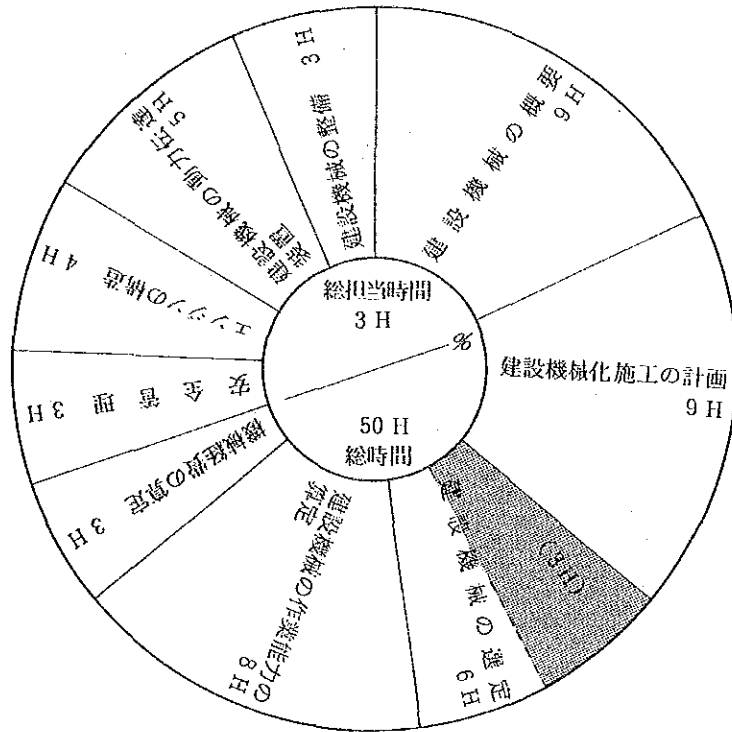 建設機械の概要
9 H
建設機械化施工の計画
9 H
(3H)
建設機械の選定
6 H
建設機械の作業能力の
算定
8 H
機械経費の算定 3 H
安全管理 3 H
エンジンの構造 4 H
建設機械の動力伝達
装置
5 H
建設機械の整備 3 H
総担当時間
3 H
%
50 H
総時間